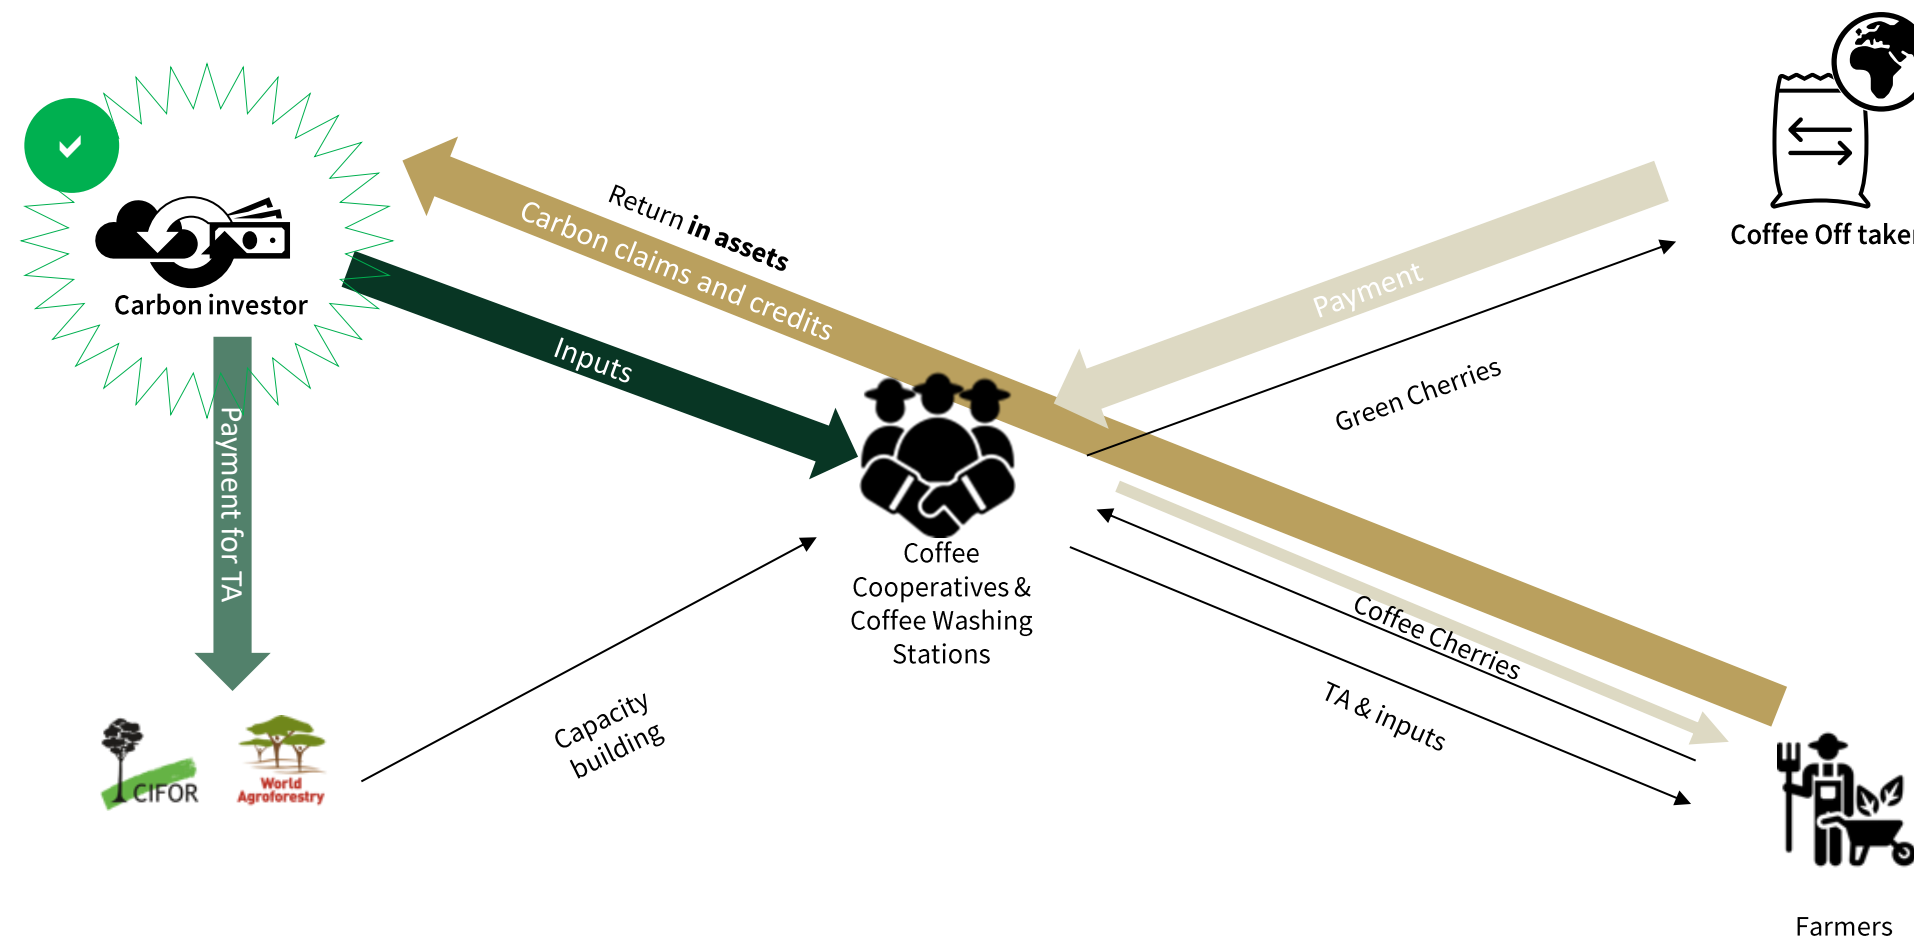 Coffee Off taker
Return in assets
Carbon claims and credits
Payment
Carbon investor
Inputs
Green Cherries
Payment for TA
Coffee
Cooperatives &
Coffee Washing
Stations
Coffee Cherries
TA & inputs
Capacity
building
CIFOR
World
Agroforestry
Farmers